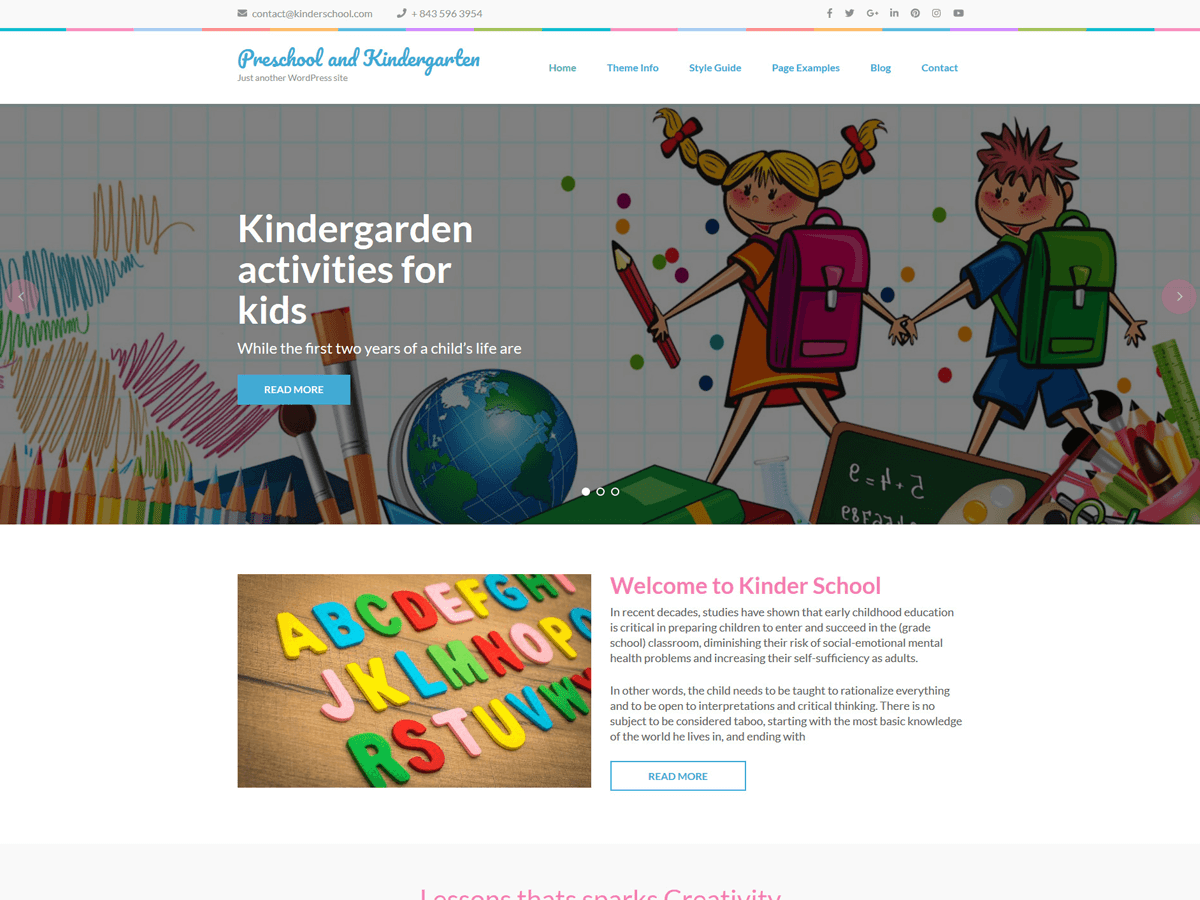 contact@kinderschool.com + 843 596 3954
Preschool and Kindergarten
Just another WordPress site
Home Theme Info Style Guide Page Examples Blog Contact
Kindergarden
activities for
kids
While the first two years of a child's life are
READ MORE
Welcome to Kinder School
In recent decades, studies have shown that early childhood education
is critical in preparing children to enter and succeed in the (grade
school) classroom, diminishing their risk of social-emotional mental
health problems and increasing their self-sufficiency as adults.
In other words, the child needs to be taught to rationalize everything
and to be open to interpretations and critical thinking. There is no
subject to be considered taboo, starting with the most basic knowledge
of the world he lives in, and ending with
READ MORE
A B C D E F G H
J K L M N O P
R S T U V W
Lessons thats sparks Creativity